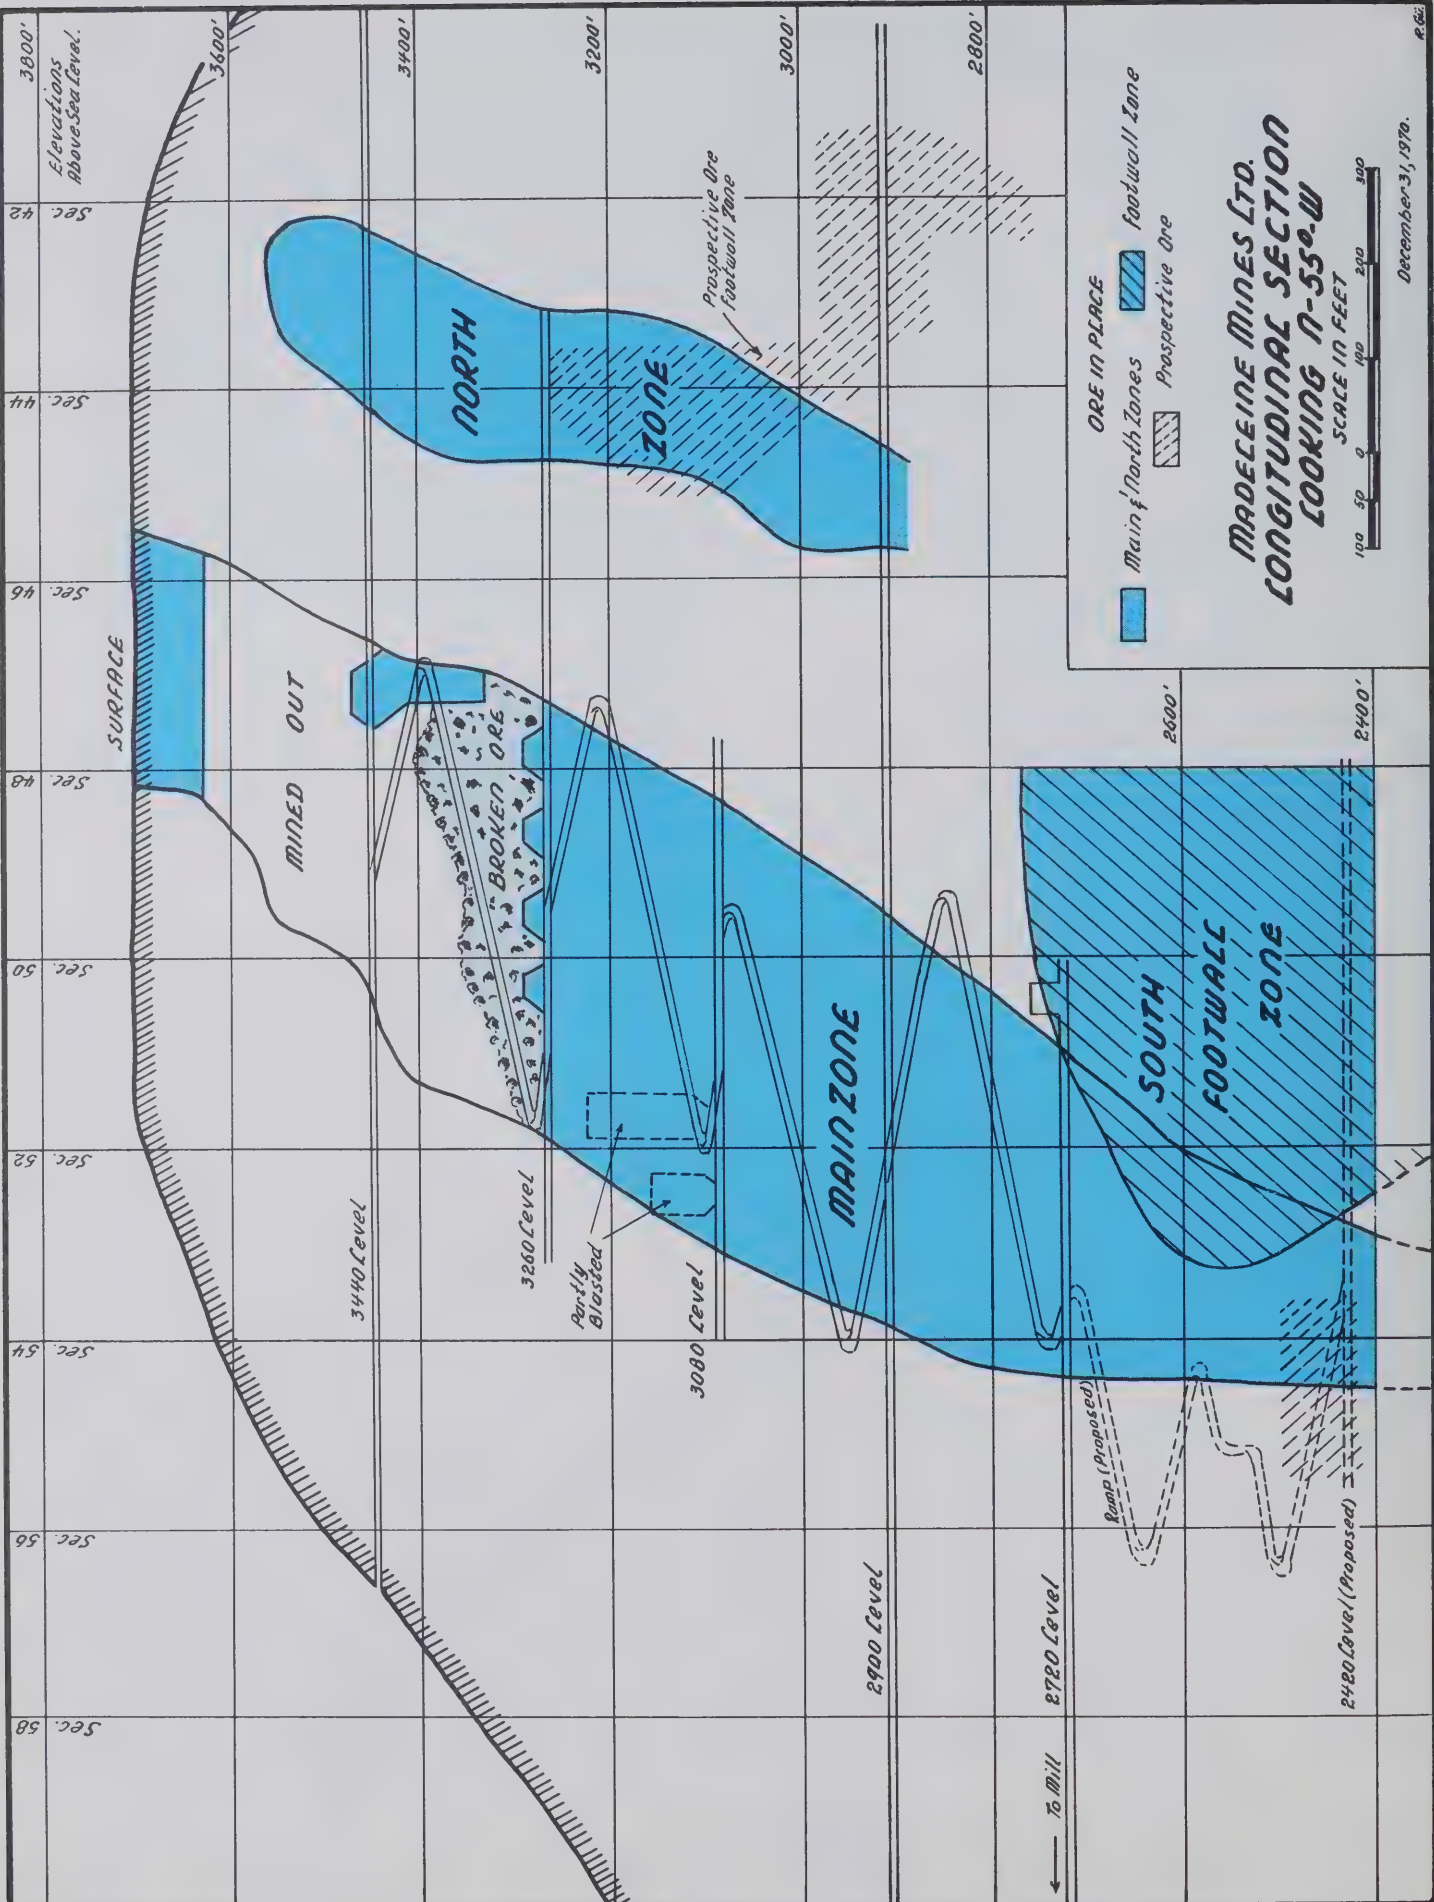 3800'
Elevations
Above Sea Level.
3600'
3400'
3200'
3000'
2800'
2600'
2400'
Sec. 42
Sec. 44
Sec. 46
Sec. 48
Sec. 50
Sec. 52
Sec. 54
Sec. 56
Sec. 58
SURFACE
MINED OUT
BROKEN ORE
NORTH
ZONE
Prospective Ore
Footwall Zone
MAIN ZONE
SOUTH
FOOTWALL
ZONE
3440 Level
3260 Level
Partly
Blasted
3080 Level
2900 Level
2720 Level
To Mill
Ramp (Proposed)
2420 Level (Proposed)
ORE IN PLACE
Main & North Zones
Footwall Zone
Prospective Ore
MADELEINE MINES LTD.
LONGITUDINAL SECTION
LOOKING N-55°-W
SCALE IN FEET
100 50 0 100 200 300
December 31, 1970.
R.Gü.